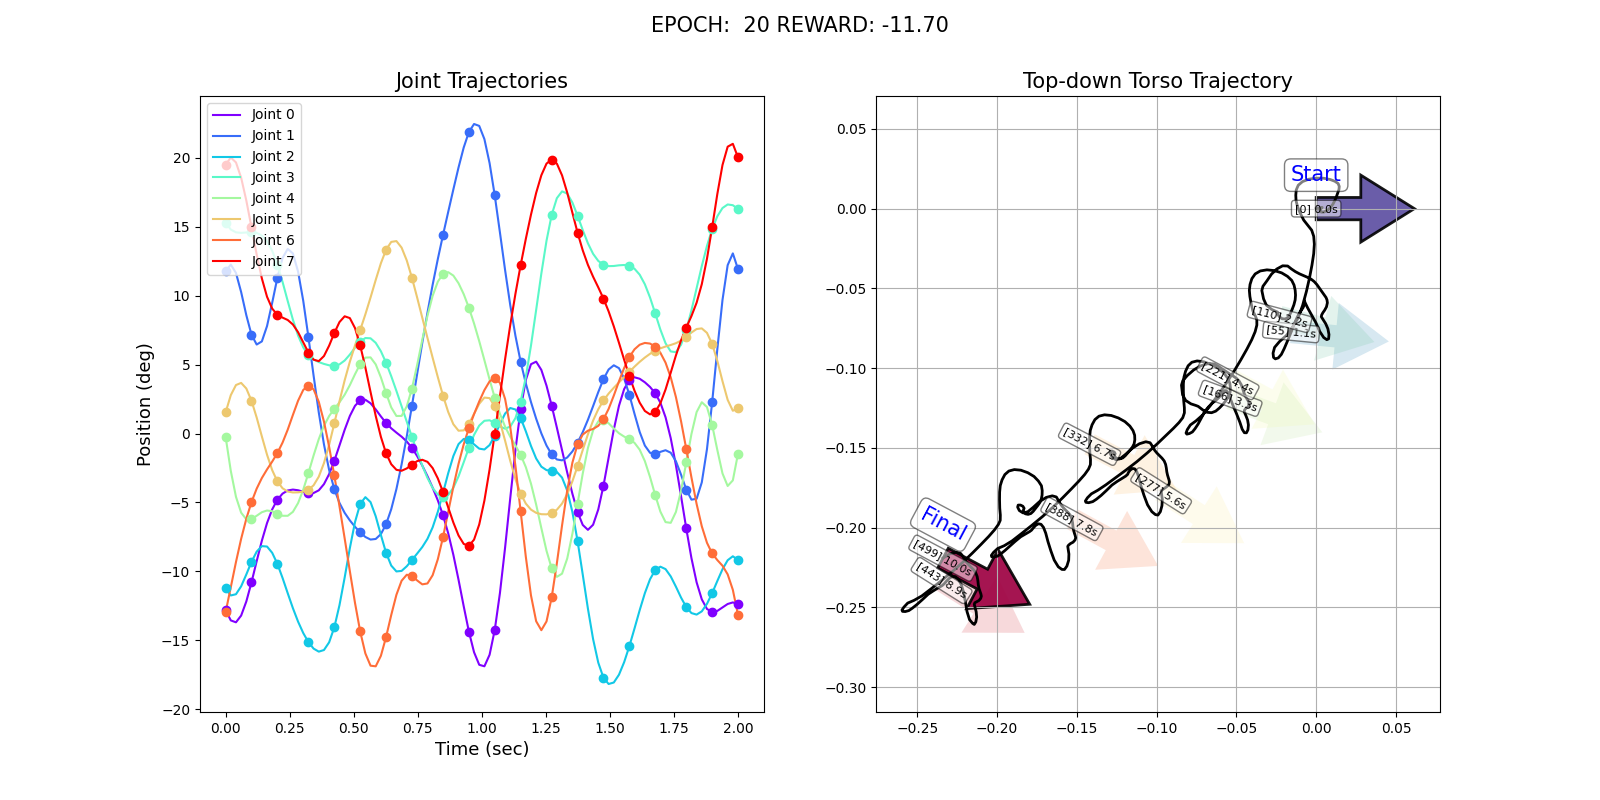 EPOCH:  20 REWARD: -11.70
Joint Trajectories
Joint 0
Joint 1
Joint 2
Joint 3
Joint 4
Joint 5
Joint 6
Joint 7
20
15
10
5
0
−5
−10
−15
−20
Position (deg)
0.00 0.25 0.50 0.75 1.00 1.25 1.50 1.75 2.00
Time (sec)
Top-down Torso Trajectory
0.05
0.00
−0.05
−0.10
−0.15
−0.20
−0.25
−0.30
Start
[0] 0.0s
[110] 2.2s
[55] 1.1s
[221] 4.4s
[166] 3.3s
[332] 6.7s
[277] 5.6s
[388] 7.8s
Final
[499] 10.0s
[443] 8.9s
−0.25 −0.20 −0.15 −0.10 −0.05 0.00 0.05